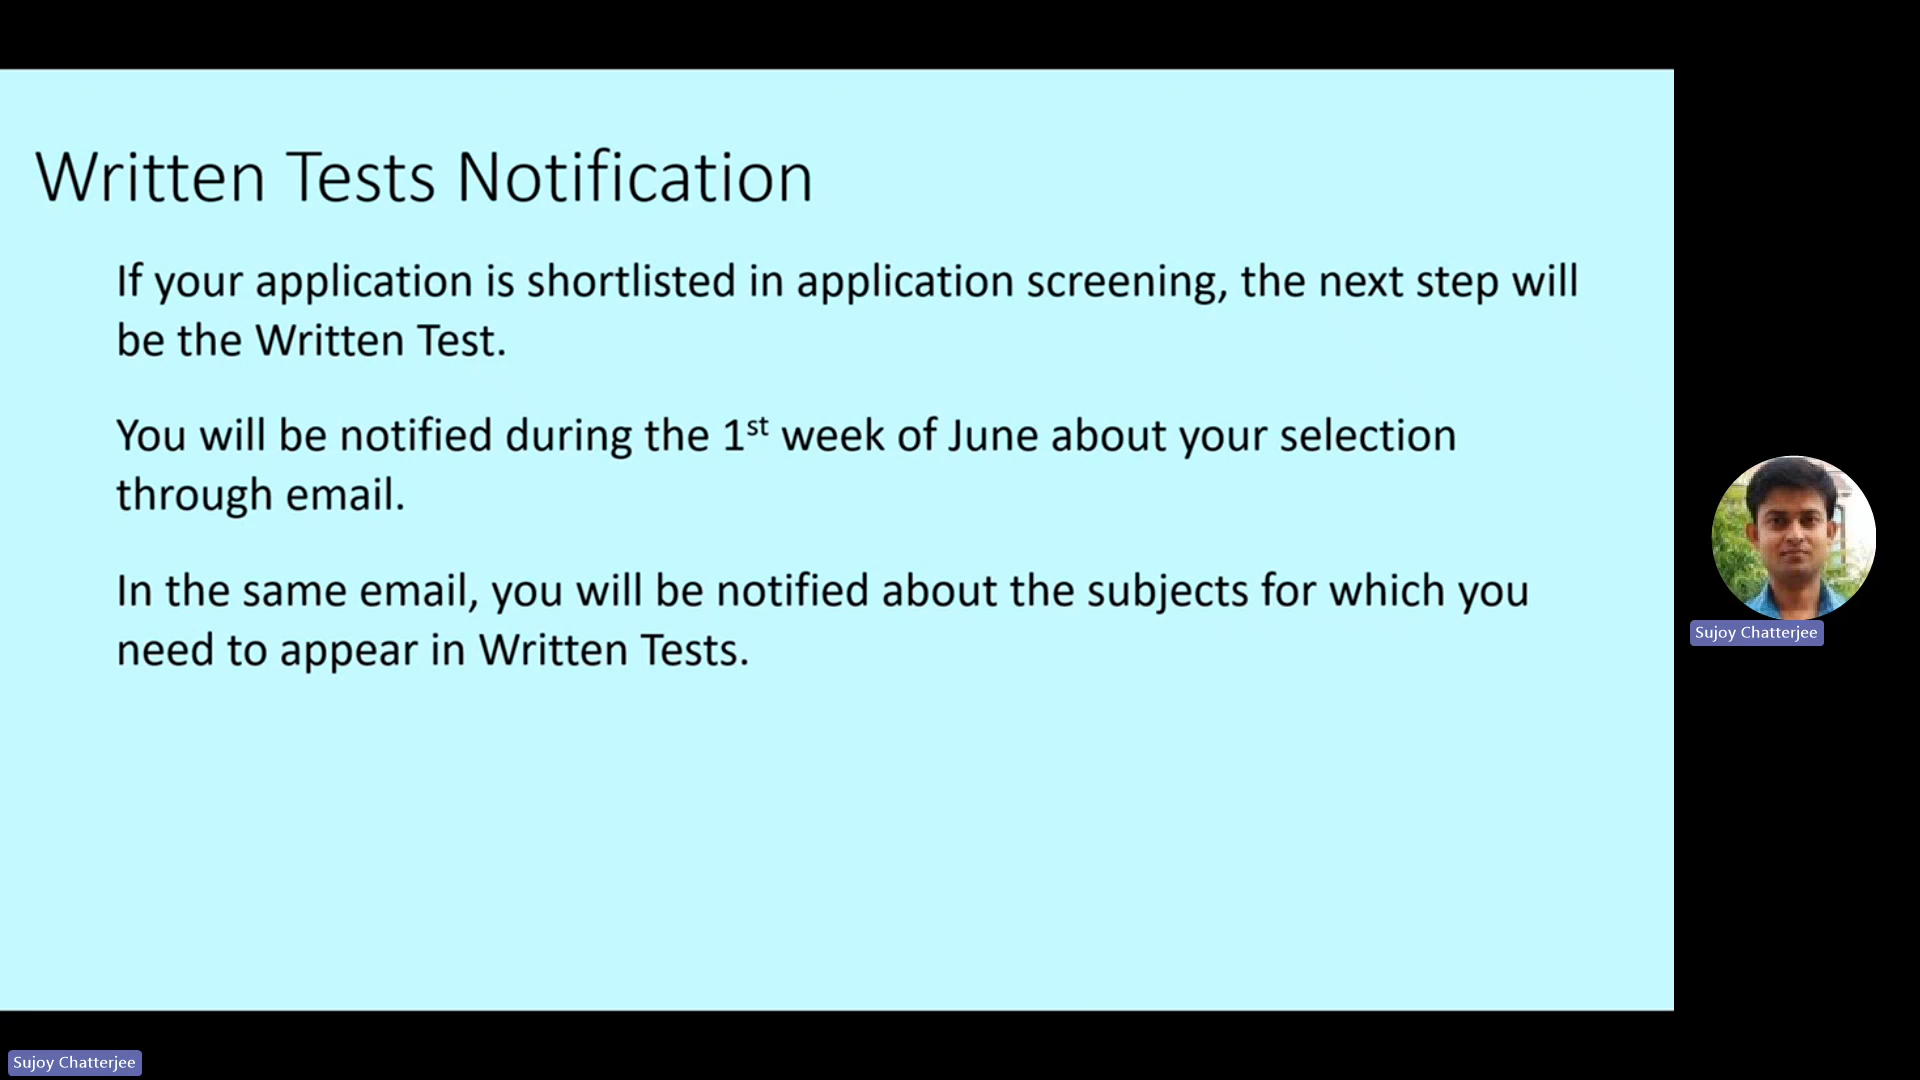 Written Tests Notification
If your application is shortlisted in application screening, the next step will
be the Written Test.
You will be notified during the 1st week of June about your selection
through email.
In the same email, you will be notified about the subjects for which you
need to appear in Written Tests.
Sujoy Chatterjee
Sujoy Chatterjee